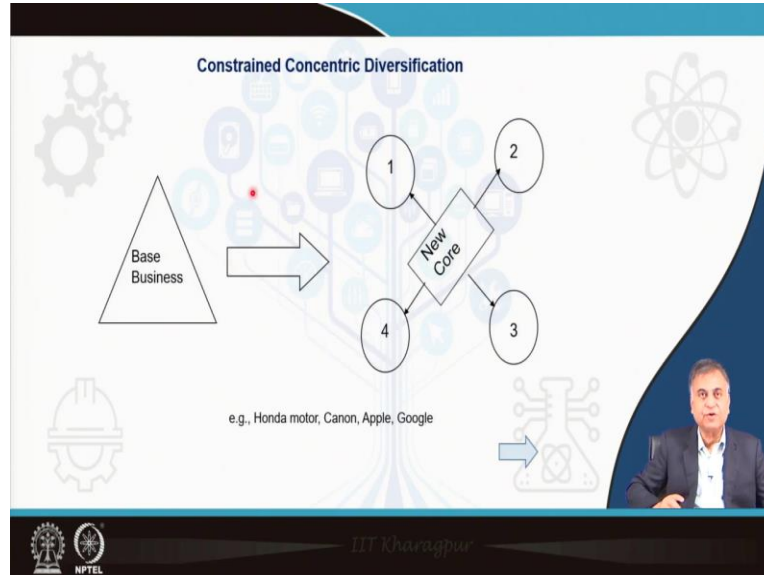 Constrained Concentric Diversification
1
2
Base
Business
New
Core
4
3
e.g., Honda motor, Canon, Apple, Google
IIT Kharagpur
NPTEL